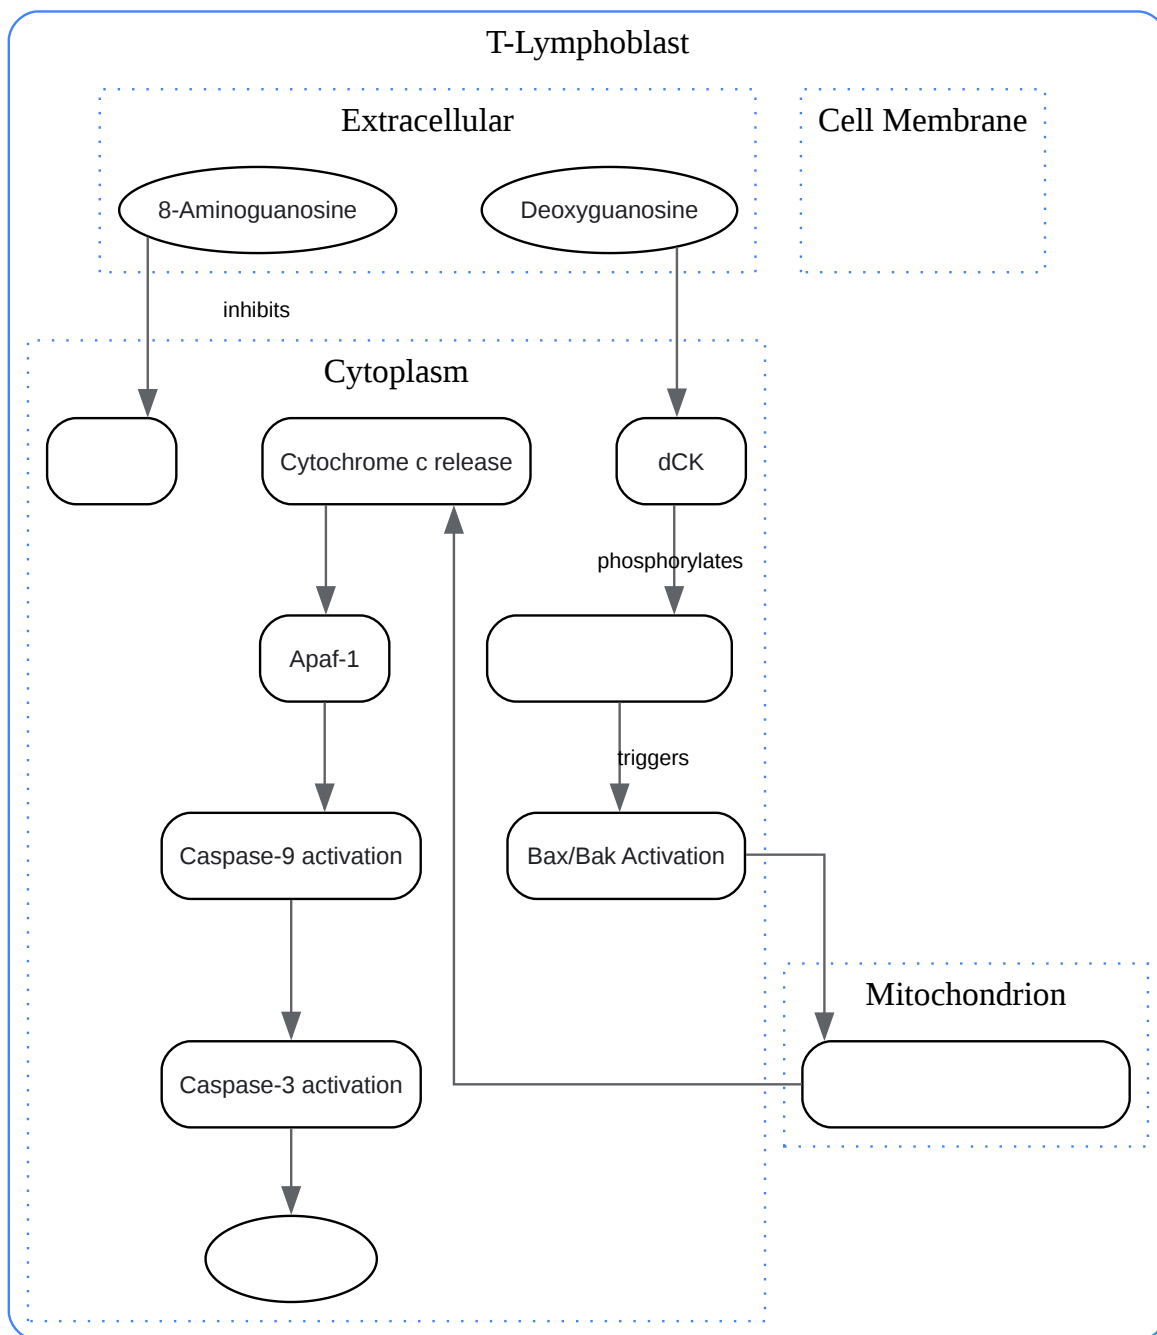 T-Lymphoblast
Extracellular
Cell Membrane
8-Aminoguanosine
Deoxyguanosine
inhibits
Cytoplasm
Cytochrome c release
dCK
phosphorylates
Apaf-1
triggers
Caspase-9 activation
Bax/Bak Activation
Mitochondrion
Caspase-3 activation